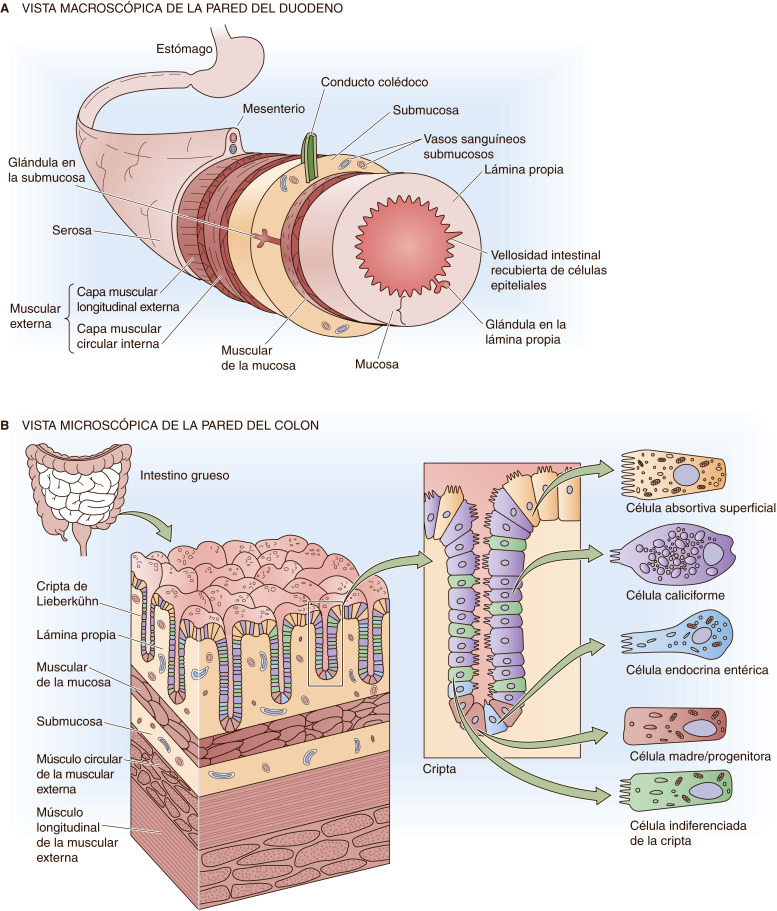 A VISTA MACROSCÓPICA DE LA PARED DEL DUODENO
Estómago
Conducto colédoco
Mesenterio
Submucosa
Vasos sanguíneos
submucosos
Glándula en
la submucosa
Lámina propia
Serosa
Vellosidad intestinal
recubierta de células
epiteliales
Muscular
externa
Capa muscular
longitudinal externa
Capa muscular
circular interna
Glándula en la
lámina propia
Muscular
de la mucosa
Mucosa
B VISTA MICROSCÓPICA DE LA PARED DEL COLON
Intestino grueso
Cripta de
Lieberkühn
Lámina propia
Muscular
de la mucosa
Submucosa
Músculo circular
de la muscular
externa
Músculo
longitudinal
de la muscular
externa
Cripta
Célula absortiva superficial
Célula caliciforme
Célula endocrina entérica
Célula madre/progenitora
Célula indiferenciada
de la cripta